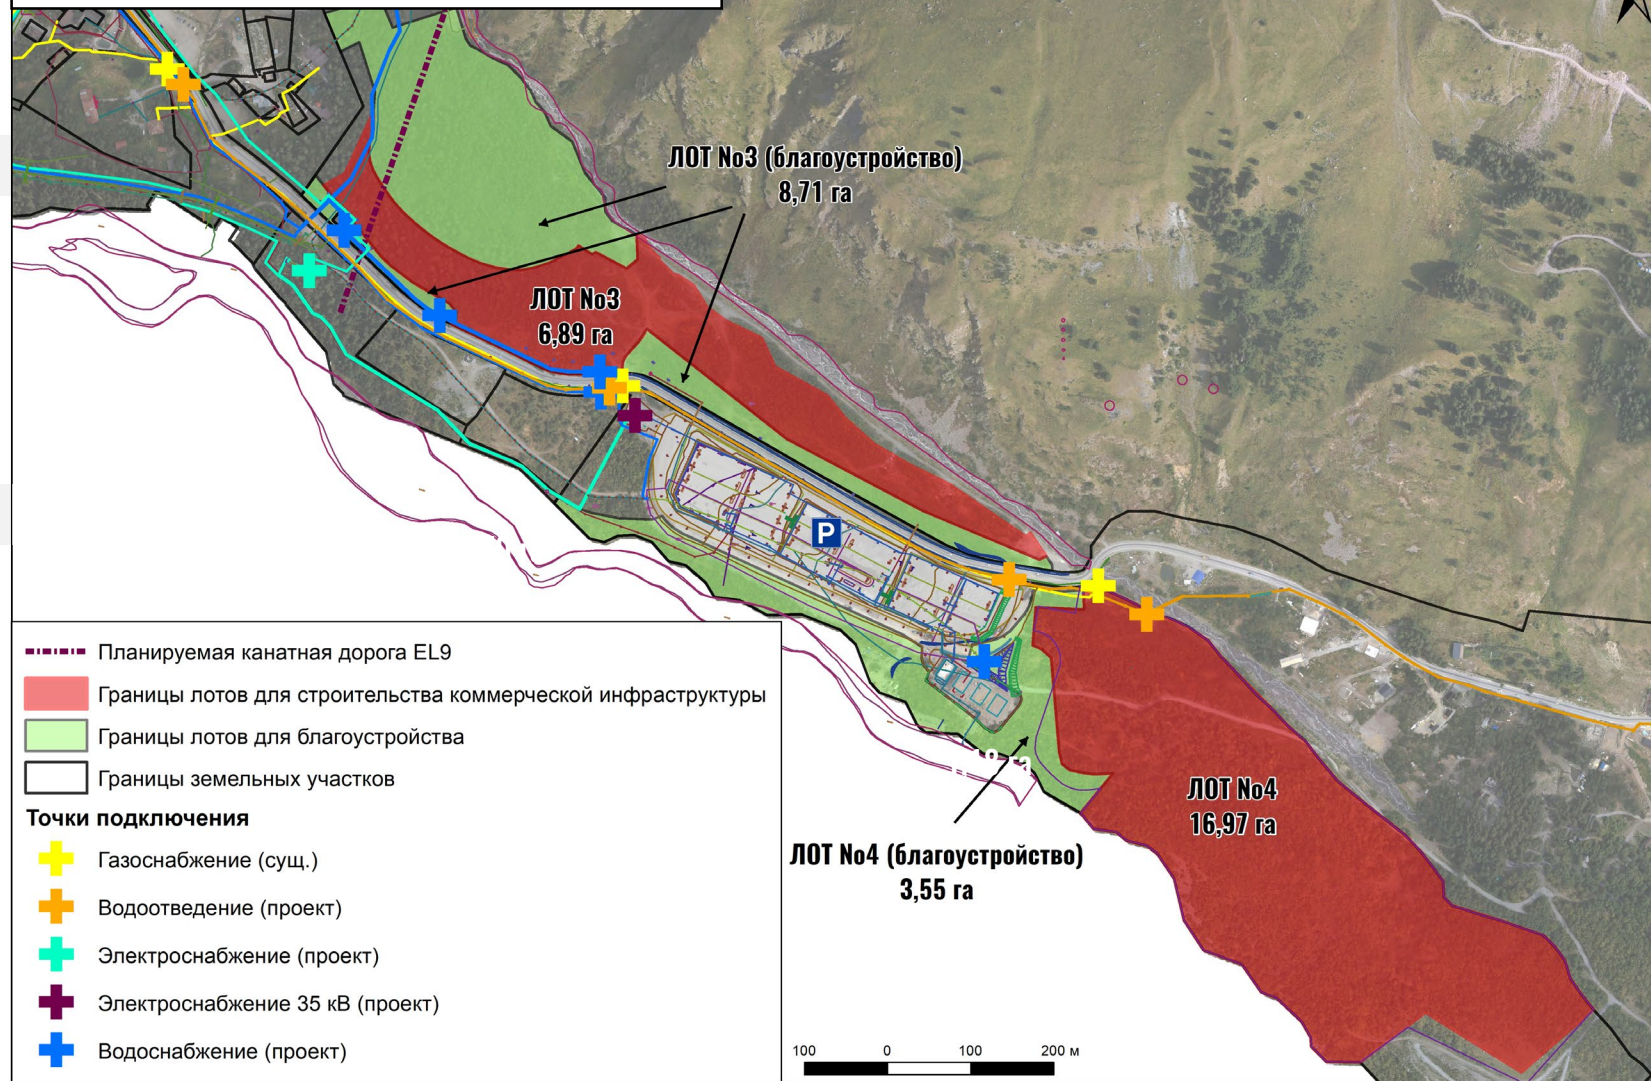 ЛОТ No3 (благоустройство)
8,71 га
ЛОТ No3
6,89 га
P
ЛОТ No4
16,97 га
ЛОТ No4 (благоустройство)
3,55 га
Планируемая канатная дорога EL9
Границы лотов для строительства коммерческой инфраструктуры
Границы лотов для благоустройства
Границы земельных участков
Точки подключения
Газоснабжение (сущ.)
Водоотведение (проект)
Электроснабжение (проект)
Электроснабжение 35 кВ (проект)
Водоснабжение (проект)
100 0 100 200 м